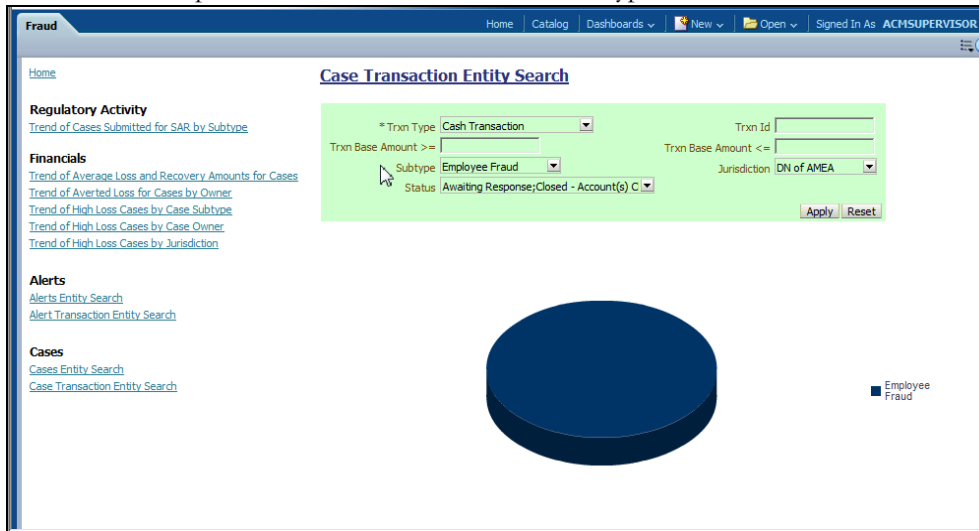 Fraud
Home Catalog Dashboards New Open Signed In As ACMSUPERVISOR
Home
Case Transaction Entity Search
Regulatory Activity
Trend of Cases Submitted for SAR by Subtype
Financials
Trend of Average Loss and Recovery Amounts for Cases
Trend of Averted Loss for Cases by Owner
Trend of High Loss Cases by Case Subtype
Trend of High Loss Cases by Case Owner
Trend of High Loss Cases by Jurisdiction
Alerts
Alerts Entity Search
Alert Transaction Entity Search
Cases
Cases Entity Search
Case Transaction Entity Search
* Trxn Type Cash Transaction Trxn Id
Trxn Base Amount >= Trxn Base Amount <=
Subtype Employee Fraud Jurisdiction DN of AMEA
Status Awaiting Response;Closed - Account(s) C
Apply Reset
Employee
Fraud